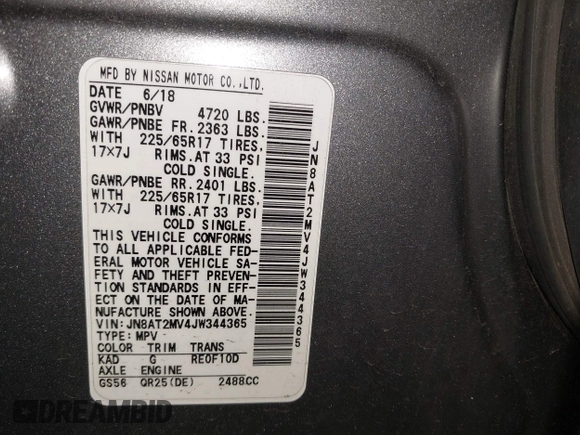 MFD BY NISSAN MOTOR CO.,LTD.
DATE 6/18
GVWR/PNBV 4720 LBS.
GAWR/PNBE FR. 2363 LBS.
WITH 225/65R17 TIRES,
17×7J RIMS.AT 33 PSI
COLD SINGLE.
GAWR/PNBE RR. 2401 LBS.
WITH 225/65R17 TIRES,
17×7J RIMS.AT 33 PSI
COLD SINGLE.
THIS VEHICLE CONFORMS
TO ALL APPLICABLE FED-
ERAL MOTOR VEHICLE SA-
FETY AND THEFT PREVEN-
TION STANDARDS IN EFF-
ECT ON THE DATE OF MA-
NUFACTURE SHOWN ABOVE.
VIN:JN8AT2MV4JW344365
TYPE:MPV
COLOR TRIM TRANS
KAD G RE0F10D
AXLE ENGINE
GS56 QR25(DE) 2488CC
JN8AT2MV4JW344365
DREAMBID